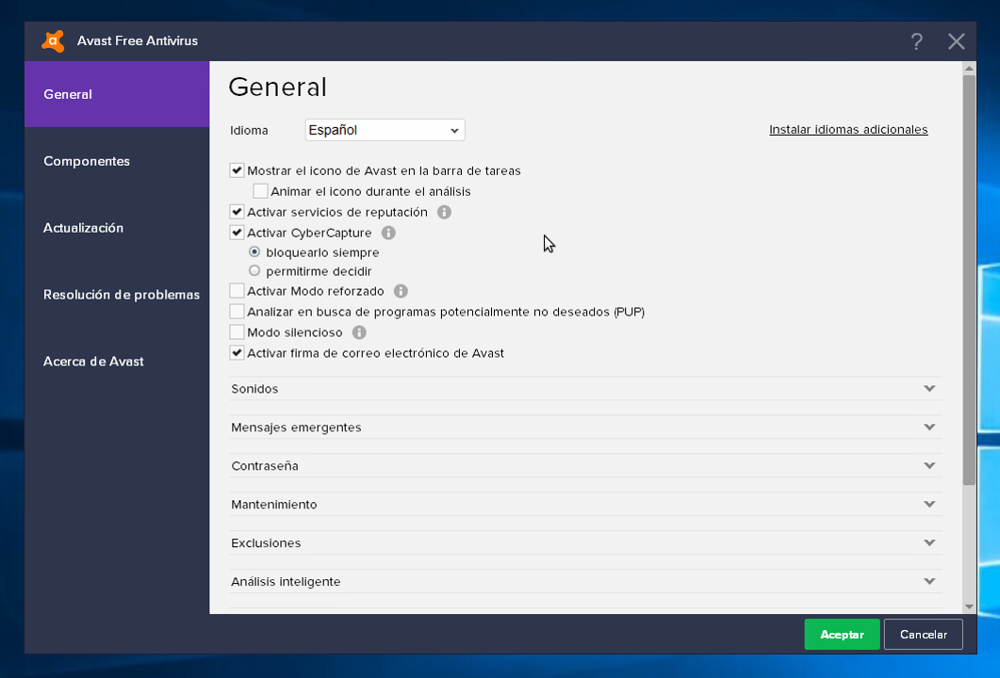 Avast Free Antivirus
?
General
Componentes
Actualización
Resolución de problemas
Acerca de Avast
General
Idioma Español Instalar idiomas adicionales
Mostrar el icono de Avast en la barra de tareas
Animar el icono durante el análisis
Activar servicios de reputación
Activar CyberCapture
bloquearlo siempre
permitirme decidir
Activar Modo reforzado
Analizar en busca de programas potencialmente no deseados (PUP)
Modo silencioso
Activar firma de correo electrónico de Avast
Sonidos
Mensajes emergentes
Contraseña
Mantenimiento
Exclusiones
Análisis inteligente
Aceptar Cancelar